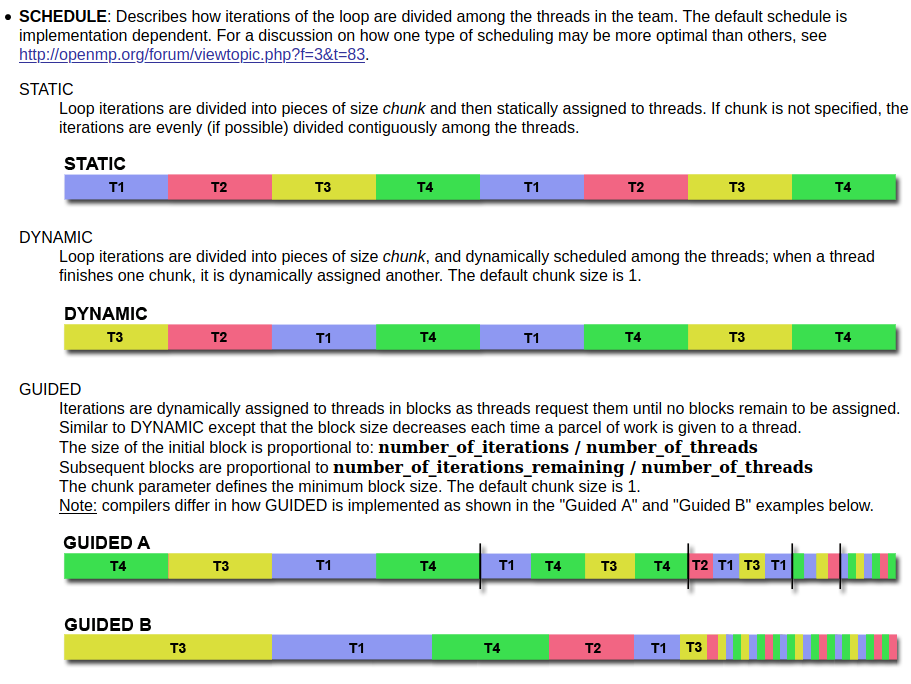 • SCHEDULE: Describes how iterations of the loop are divided among the threads in the team. The default schedule is
implementation dependent. For a discussion on how one type of scheduling may be more optimal than others, see
http://openmp.org/forum/viewtopic.php?f=3&t=83.
STATIC
Loop iterations are divided into pieces of size chunk and then statically assigned to threads. If chunk is not specified, the
iterations are evenly (if possible) divided contiguously among the threads.
STATIC
T1 T2 T3 T4 T1 T2 T3 T4
DYNAMIC
Loop iterations are divided into pieces of size chunk, and dynamically scheduled among the threads; when a thread
finishes one chunk, it is dynamically assigned another. The default chunk size is 1.
DYNAMIC
T3 T2 T1 T4 T1 T4 T3 T4
GUIDED
Iterations are dynamically assigned to threads in blocks as threads request them until no blocks remain to be assigned.
Similar to DYNAMIC except that the block size decreases each time a parcel of work is given to a thread.
The size of the initial block is proportional to: number_of_iterations / number_of_threads
Subsequent blocks are proportional to number_of_iterations_remaining / number_of_threads
The chunk parameter defines the minimum block size. The default chunk size is 1.
Note: compilers differ in how GUIDED is implemented as shown in the "Guided A" and "Guided B" examples below.
GUIDED A
T4 T3 T1 T4 T1 T4 T3 T4 T2 T1 T3 T1
GUIDED B
T3 T1 T4 T2 T1 T3